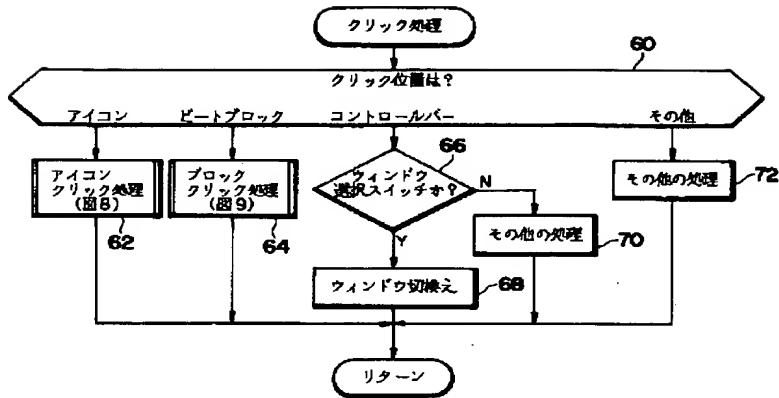 クリック処理
60
クリック位置は?
アイコン
ビートブロック
コントロールバー
その他
アイコン
クリック処理
(図8)
62
ブロック
クリック処理
(図9)
64
66
ウィンドウ
選択スイッチか?
N
Y
その他の処理
72
その他の処理
70
ウィンドウ切換え
68
リターン